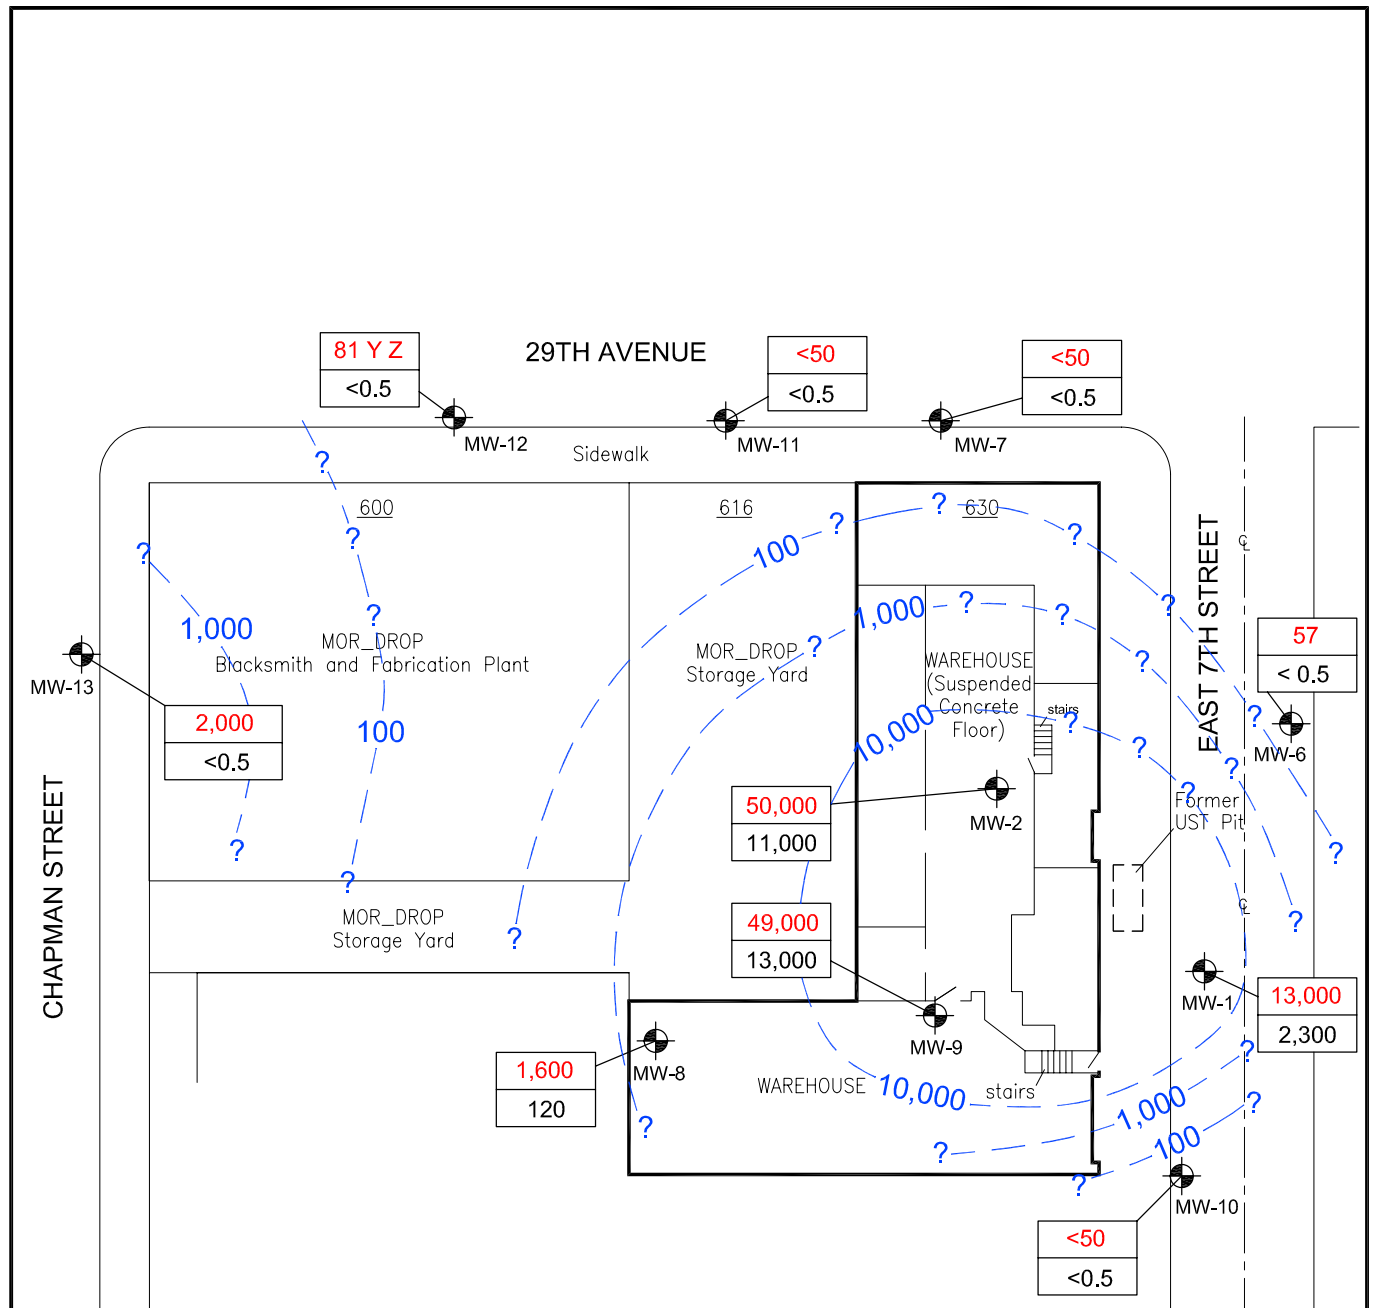 81 Y Z
<0.5
29TH AVENUE
<50
<0.5
<50
<0.5
MW-12
MW-11
MW-7
Sidewalk
?
600
616
?
630
?
?
?
100
?
℄
?
1,000
?
1,000
?
?
?
EAST 7TH STREET
57
< 0.5
MOR_DROP
Blacksmith and Fabrication Plant
?
MOR_DROP
Storage Yard
WAREHOUSE
(Suspended
Concrete
Floor)
?
MW-13
2,000
<0.5
100
10,000
stairs
?
?
?
?
MW-6
50,000
11,000
MW-2
?
Former
UST Pit
CHAPMAN STREET
?
?
?
MOR_DROP
Storage Yard
?
49,000
13,000
℄
?
MW-1
13,000
2,300
MW-9
MW-8
1,600
120
WAREHOUSE
10,000
stairs
?
1,000
?
?
?
100
?
MW-10
<50
<0.5